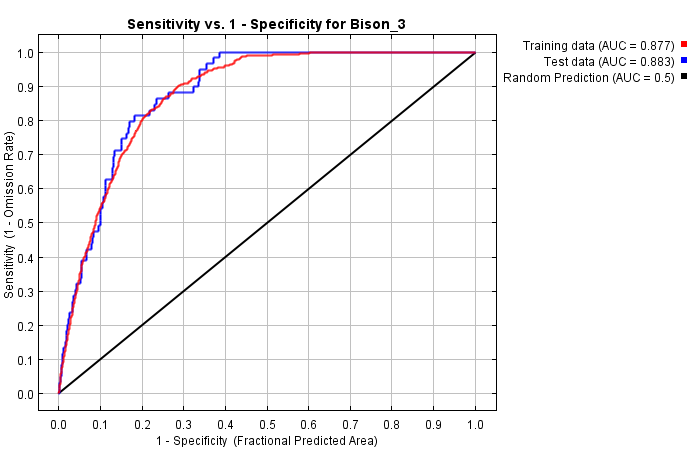 Sensitivity vs. 1 - Specificity for Bison_3
Training data (AUC = 0.877)
Test data (AUC = 0.883)
Random Prediction (AUC = 0.5)
Sensitivity (1 - Omission Rate)
1.0
0.9
0.8
0.7
0.6
0.5
0.4
0.3
0.2
0.1
0.0
0.0 0.1 0.2 0.3 0.4 0.5 0.6 0.7 0.8 0.9 1.0
1 - Specificity (Fractional Predicted Area)